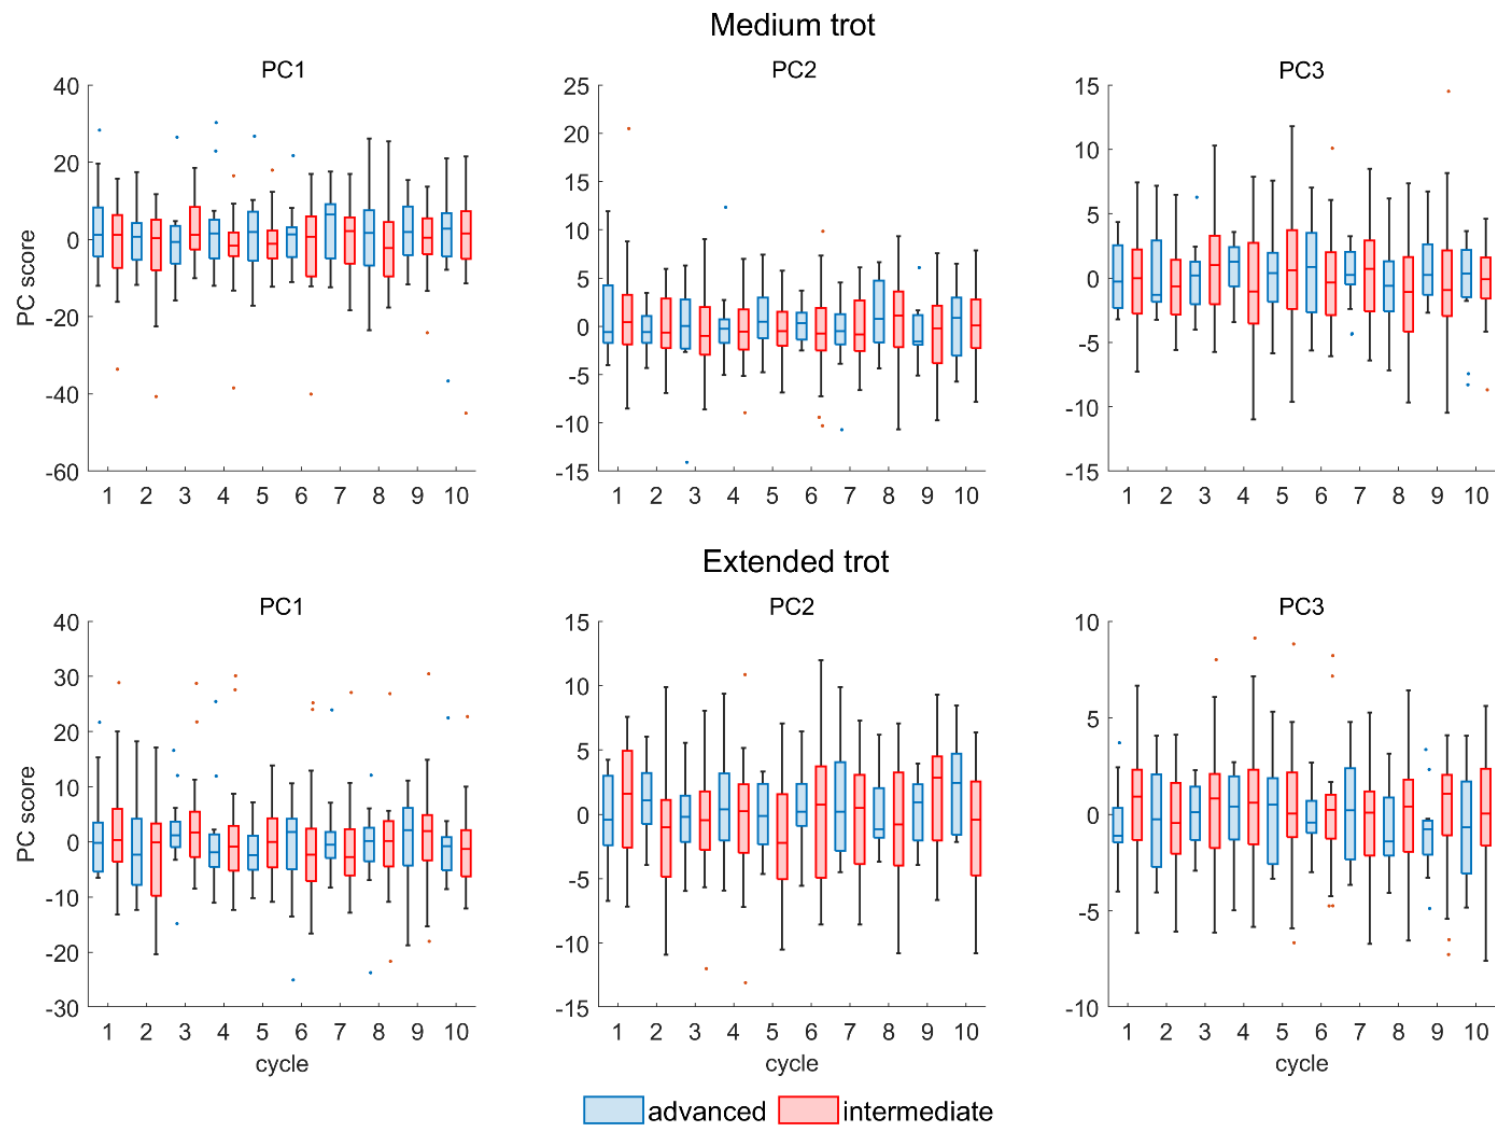 Medium trot
PC1 PC2 PC3
40 25 15
20 20 10
0 15 5
-20 10 0
-40 5 -5
-60 0 -10
-5 -15
-10
-15
PC score
1 2 3 4 5 6 7 8 9 10 1 2 3 4 5 6 7 8 9 10 1 2 3 4 5 6 7 8 9 10
Extended trot
PC1 PC2 PC3
40 15 10
30 10 5
20 5 0
10 0 -5
0 -5 -10
-10 -10
-20 -15
-30
PC score
1 2 3 4 5 6 7 8 9 10 1 2 3 4 5 6 7 8 9 10 1 2 3 4 5 6 7 8 9 10
cycle cycle cycle
advanced intermediate